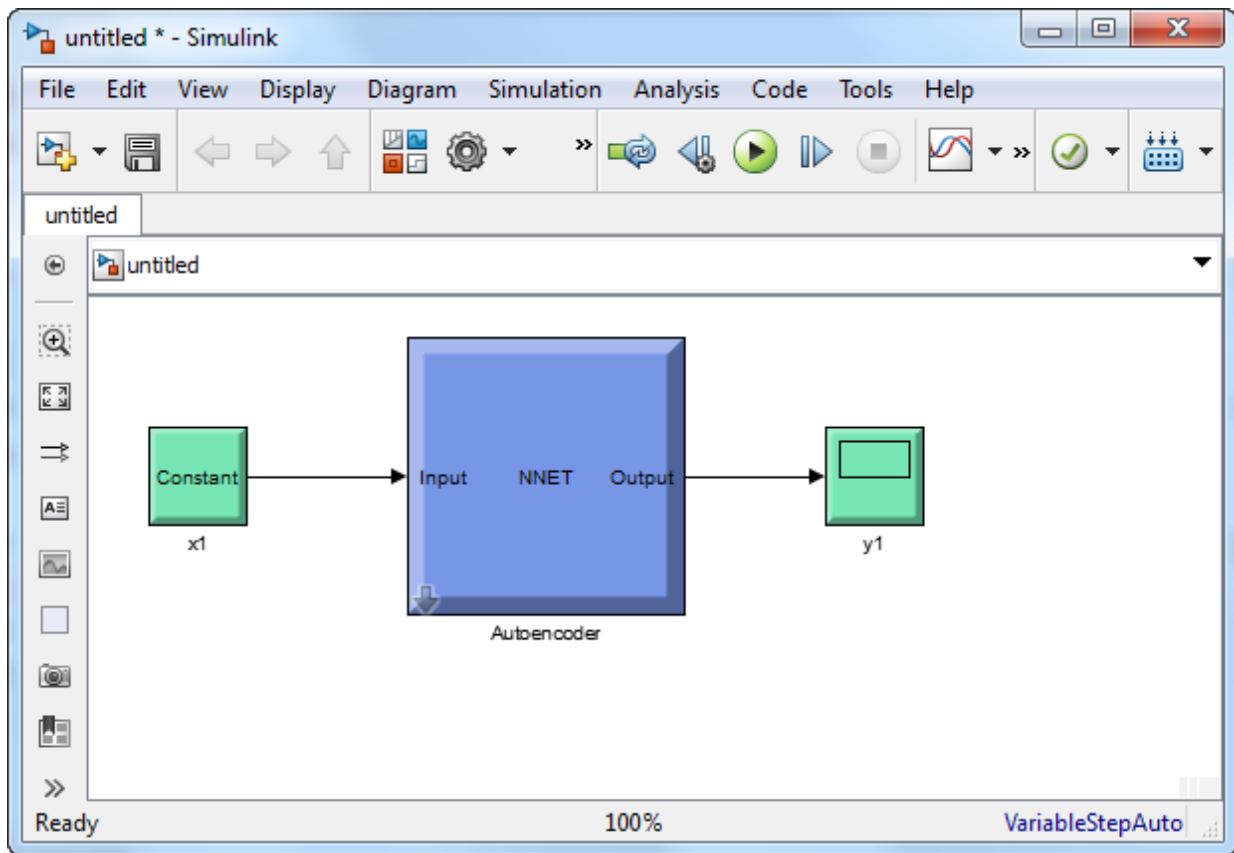 untitled * - Simulink
File Edit View Display Diagram Simulation Analysis Code Tools Help
untitled
untitled
Constant
x1
Input NNET Output
Autoencoder
y1
Ready 100% VariableStepAuto